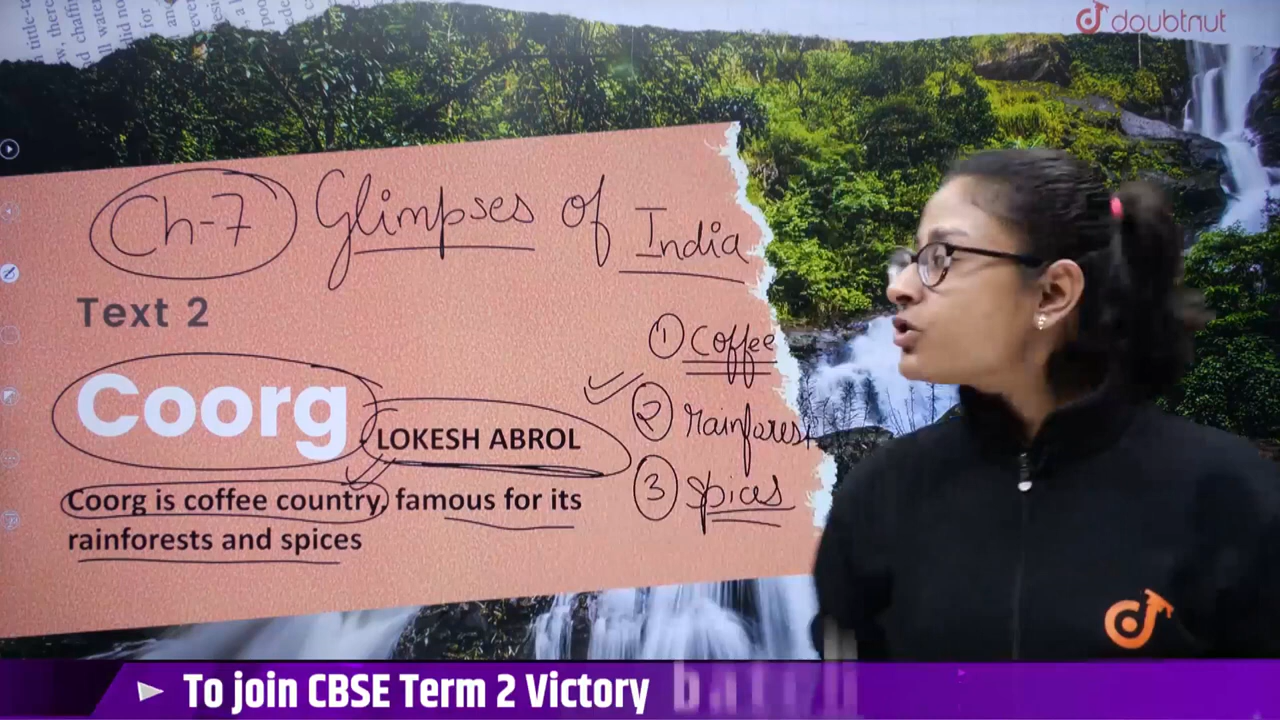 doubtnut
Ch-7 Glimpses of India
Text 2
Coorg
LOKESH ABROL
Coorg is coffee country, famous for its
rainforests and spices
1 Coffee
2 rainforest
3 Spices
To join CBSE Term 2 Victory